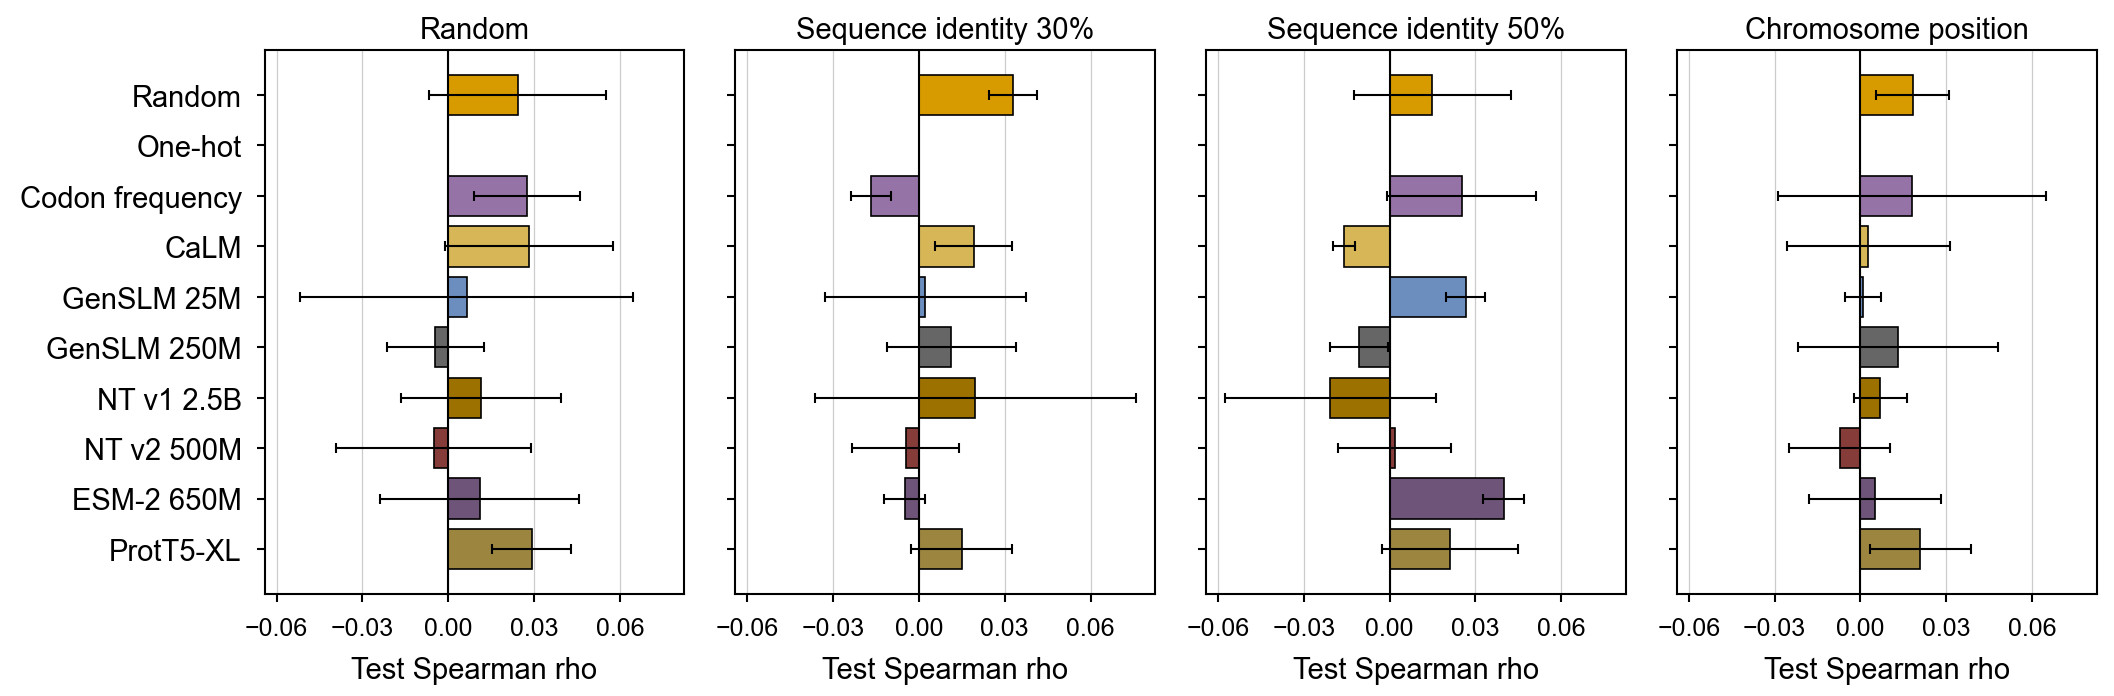 Random
Sequence identity 30%
Sequence identity 50%
Chromosome position
Random
One-hot
Codon frequency
CaLM
GenSLM 25M
GenSLM 250M
NT v1 2.5B
NT v2 500M
ESM-2 650M
ProtT5-XL
−0.06 −0.03 0.00 0.03 0.06
−0.06 −0.03 0.00 0.03 0.06
−0.06 −0.03 0.00 0.03 0.06
−0.06 −0.03 0.00 0.03 0.06
Test Spearman rho
Test Spearman rho
Test Spearman rho
Test Spearman rho